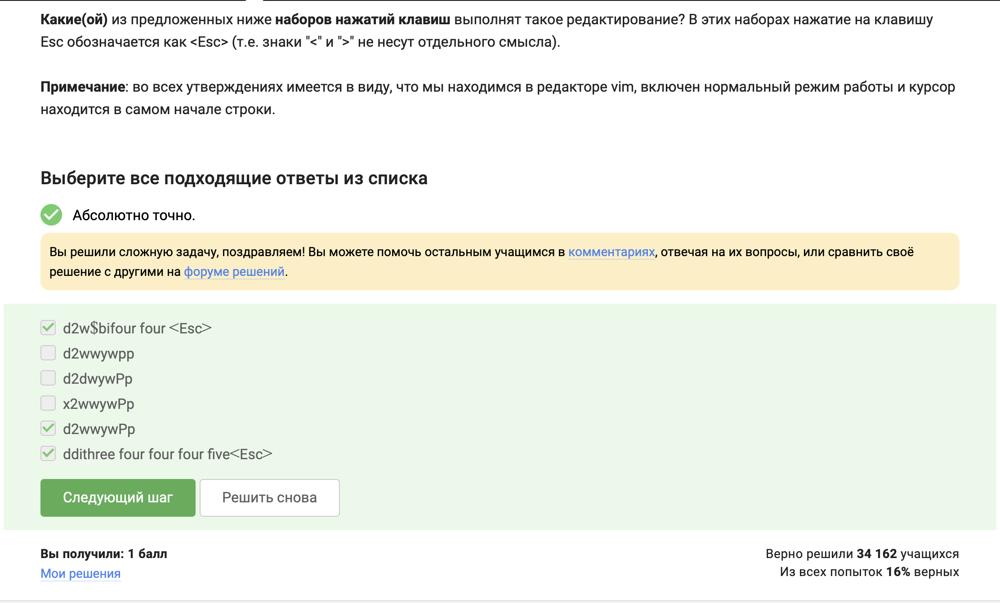 Какие(ой) из предложенных ниже наборов нажатий клавиш выполнят такое редактирование? В этих наборах нажатие на клавишу
Esc обозначается как <Esc> (т.е. знаки "<" и ">" не несут отдельного смысла).
Примечание: во всех утверждениях имеется в виду, что мы находимся в редакторе vim, включен нормальный режим работы и курсор
находится в самом начале строки.
Выберите все подходящие ответы из списка
Абсолютно точно.
Вы решили сложную задачу, поздравляем! Вы можете помочь остальным учащимся в комментариях, отвечая на их вопросы, или сравнить своё
решение с другими на форуме решений.
d2w$bifour four <Esc>
d2wwywpp
d2dwywPp
x2wwywPp
d2wwywPp
ddithree four four four five<Esc>
Следующий шаг Решить снова
Вы получили: 1 балл
Мои решения
Верно решили 34 162 учащихся
Из всех попыток 16% верных